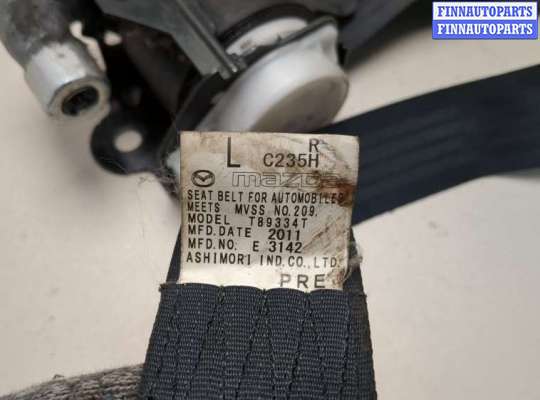 FINNAUTOPARTS
FINNAUTOPARTS
L R
C235H
mazda
SEAT BELT FOR AUTOMOBILES
MEETS MVSS NO.209.
MODEL T89334T
MFD.DATE 2011
MFD.NO. E 3142
ASHIMORI IND.CO.,LTD.
PRE